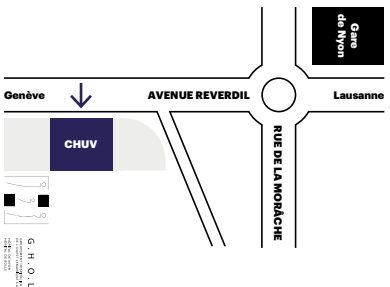 Gare
de Nyon
Genève
AVENUE REVERDIL
Lausanne
CHUV
RUE DE LA MORÂCHE
G.H.O.L